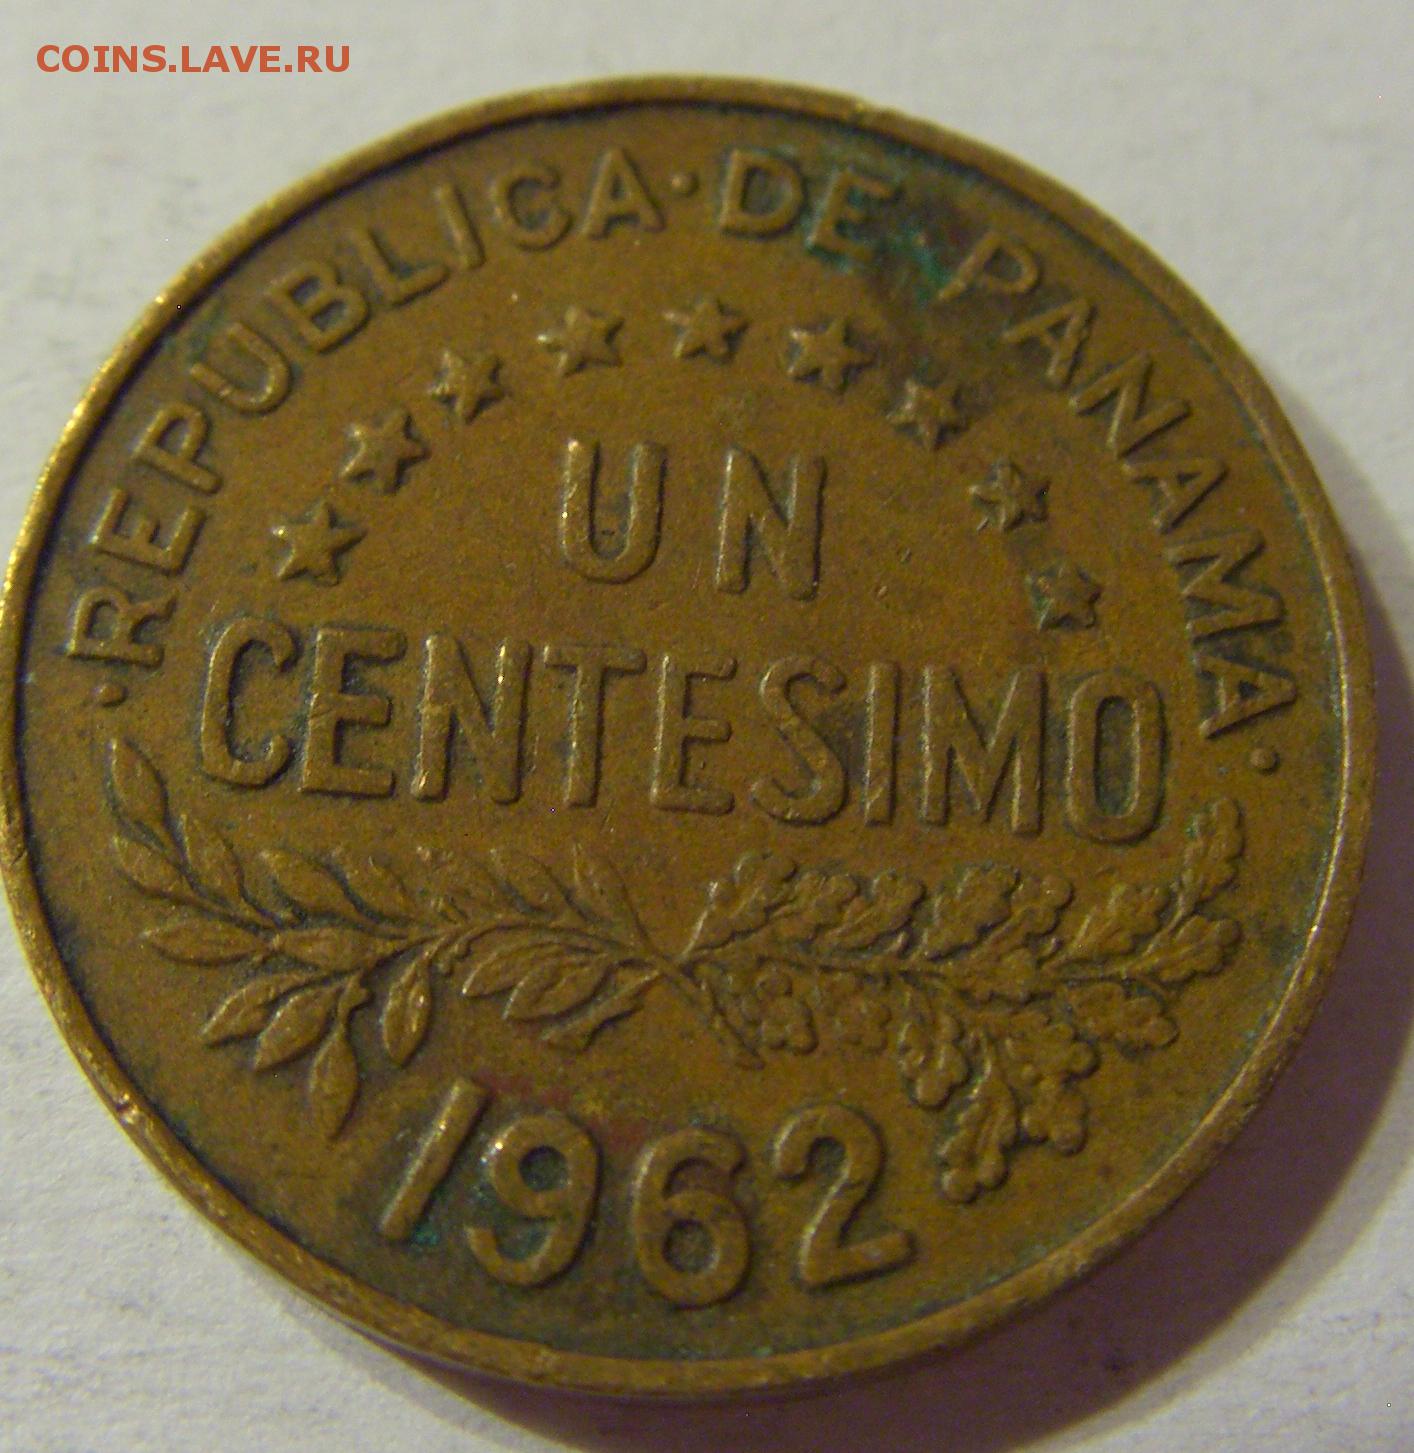 COINS.LAVE.RU
·REPUBLICA·DE PANAMA·
UN
CENTESIMO
1962